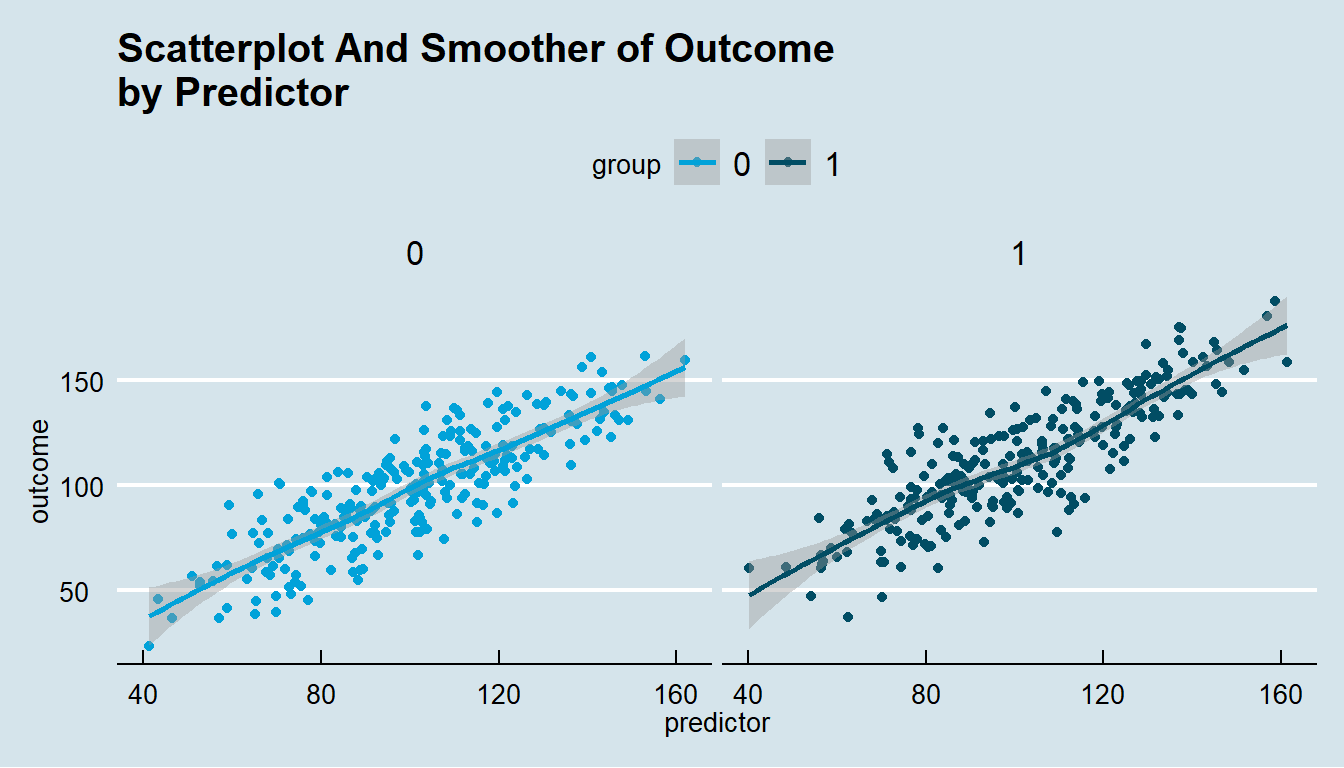 Scatterplot And Smoother of Outcome
by Predictor
group 0 1
0 1
150
100
50
outcome
40 80 120 160 40 80 120 160
predictor